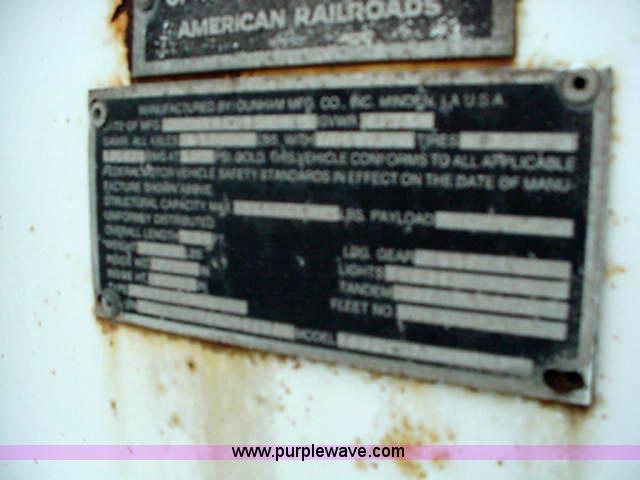 AMERICAN RAILROADS
MANUFACTURED BY: DUNHAM MFG. CO., INC. MINDEN, LA U.S.A.
DATE OF MFG. GVWR
GAWR: ALL AXLES LBS. WITH TIRES
RIMS AT PSI. COLD. THIS VEHICLE CONFORMS TO ALL APPLICABLE
FEDERAL MOTOR VEHICLE SAFETY STANDARDS IN EFFECT ON THE DATE OF MANU-
FACTURE SHOWN ABOVE.
STRUCTURAL CAPACITY MAX. LBS. PAYLOAD
UNIFORMLY DISTRIBUTED
OVERALL LENGTH
WEIGHT LBS. LDG. GEAR
LIGHTS
TANDEM
FLEET NO.
MODEL
www.purplewave.com